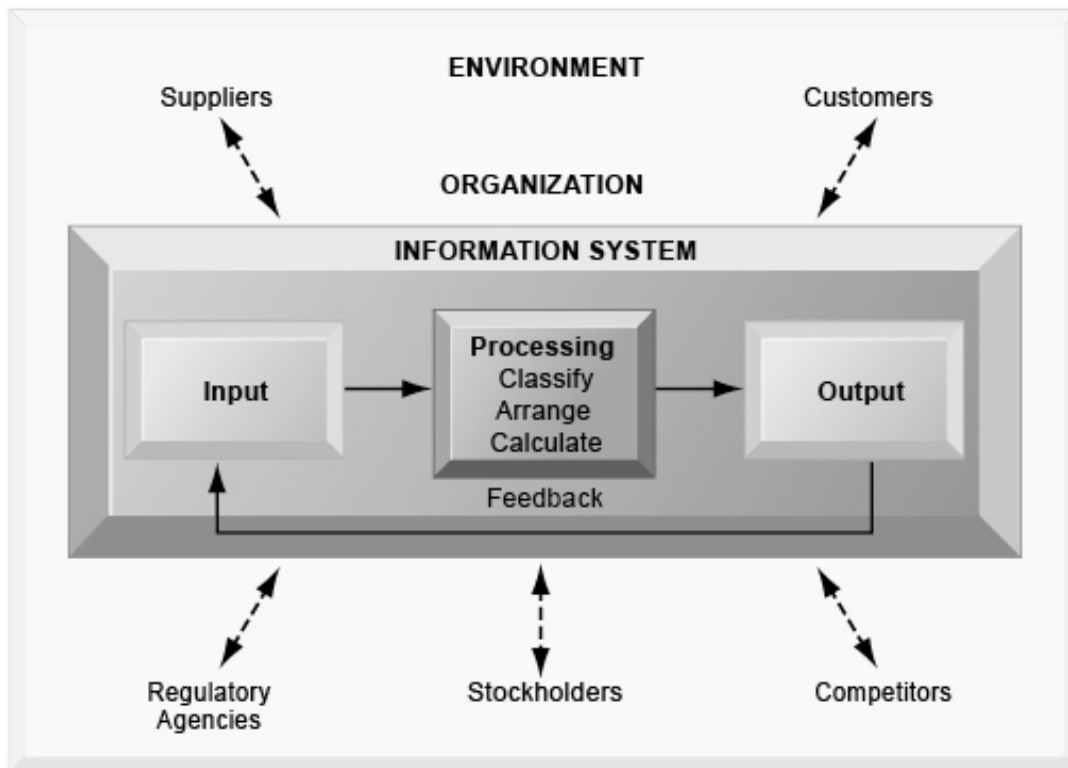 ENVIRONMENT
Suppliers
Customers
ORGANIZATION
INFORMATION SYSTEM
Input
Processing
Classify
Arrange
Calculate
Output
Feedback
Regulatory
Agencies
Stockholders
Competitors